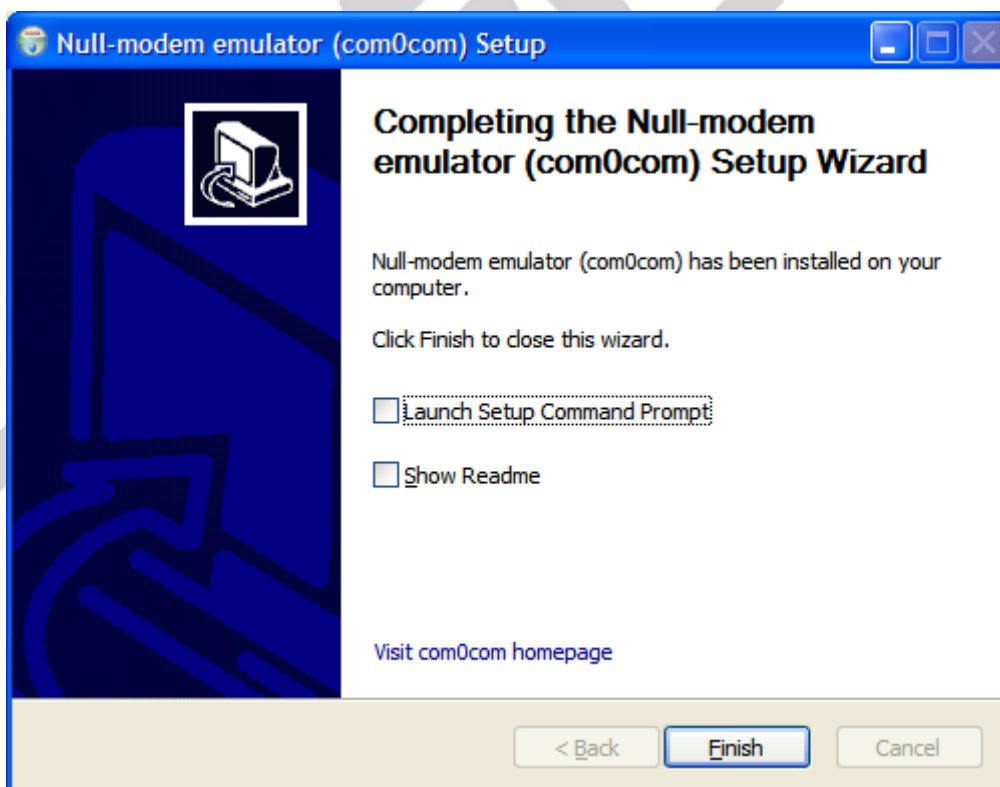 Null-modem emulator (com0com) Setup
Completing the Null-modem
emulator (com0com) Setup Wizard
Null-modem emulator (com0com) has been installed on your
computer.
Click Finish to close this wizard.
Launch Setup Command Prompt
Show Readme
Visit com0com homepage
< Back
Finish
Cancel